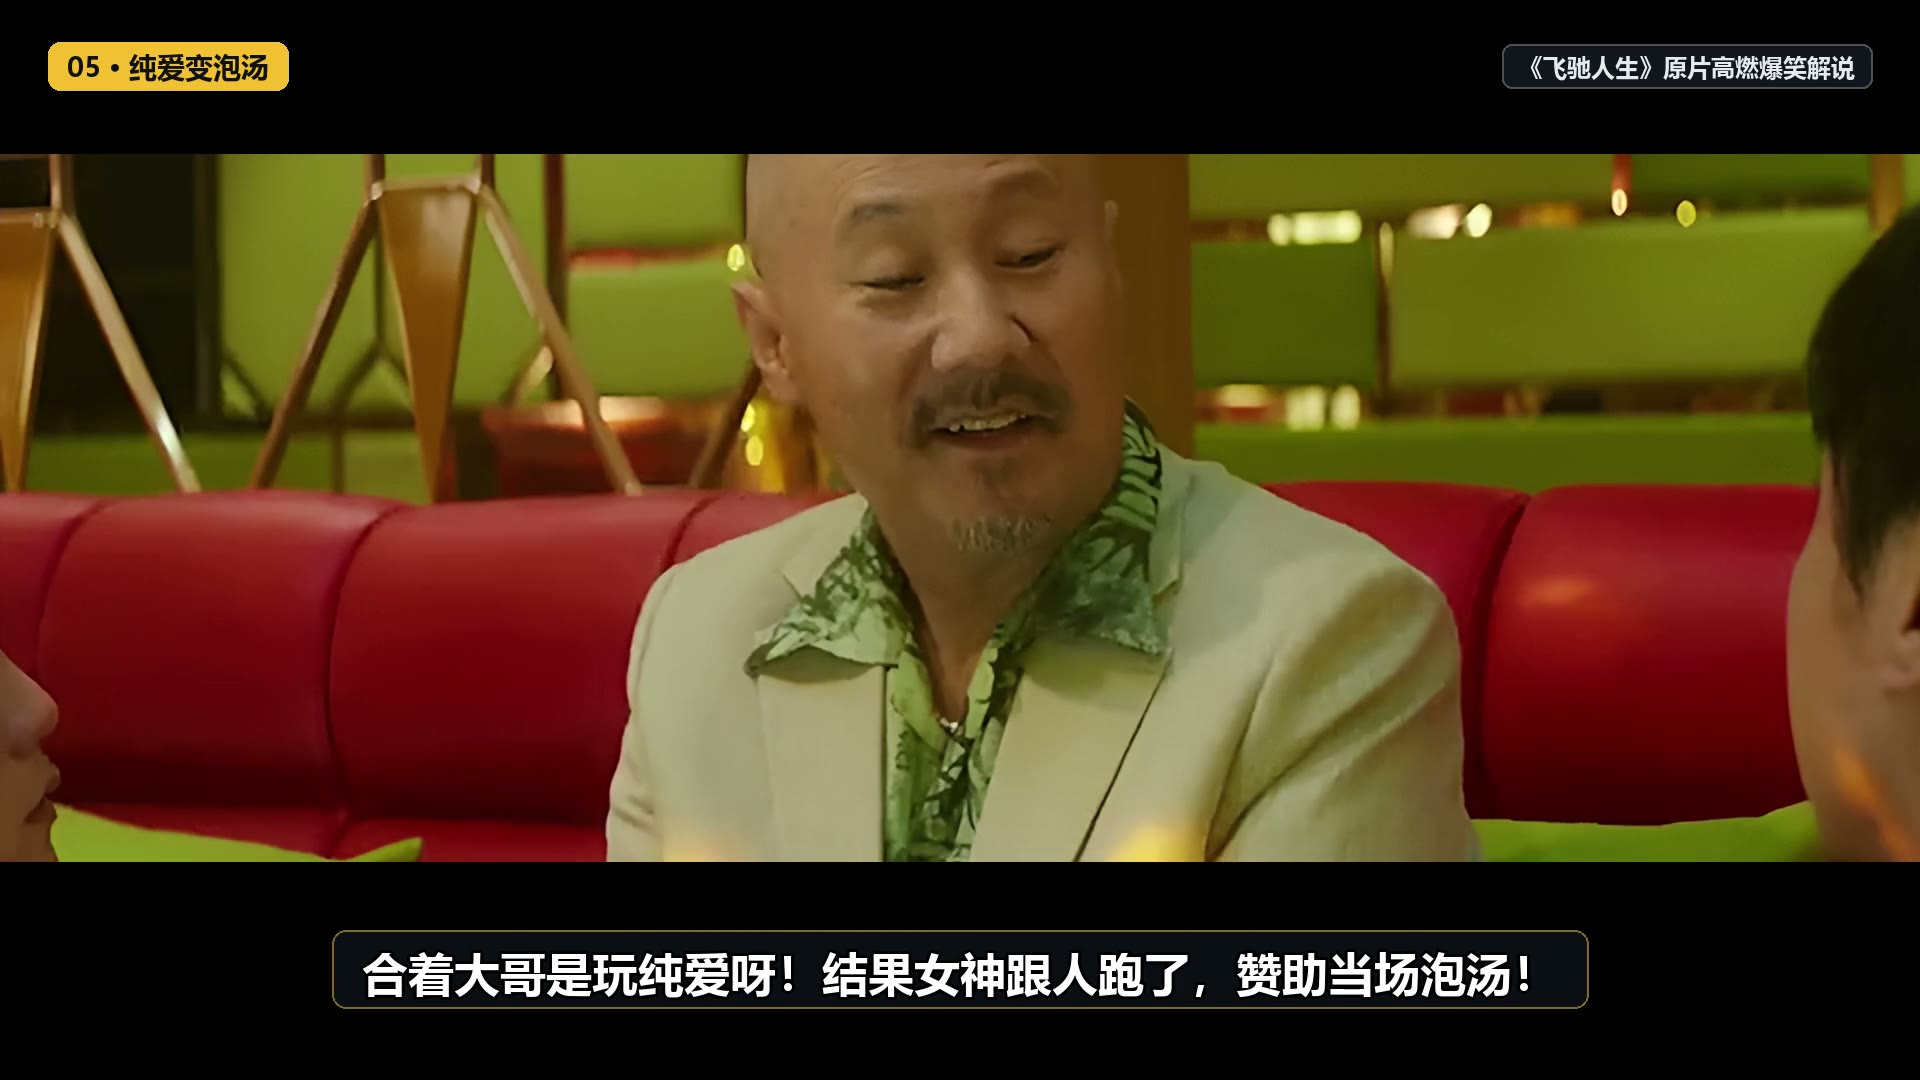 05·纯爱变泡汤
《飞驰人生》原片高燃爆笑解说
合着大哥是玩纯爱呀！结果女神跟人跑了，赞助当场泡汤！